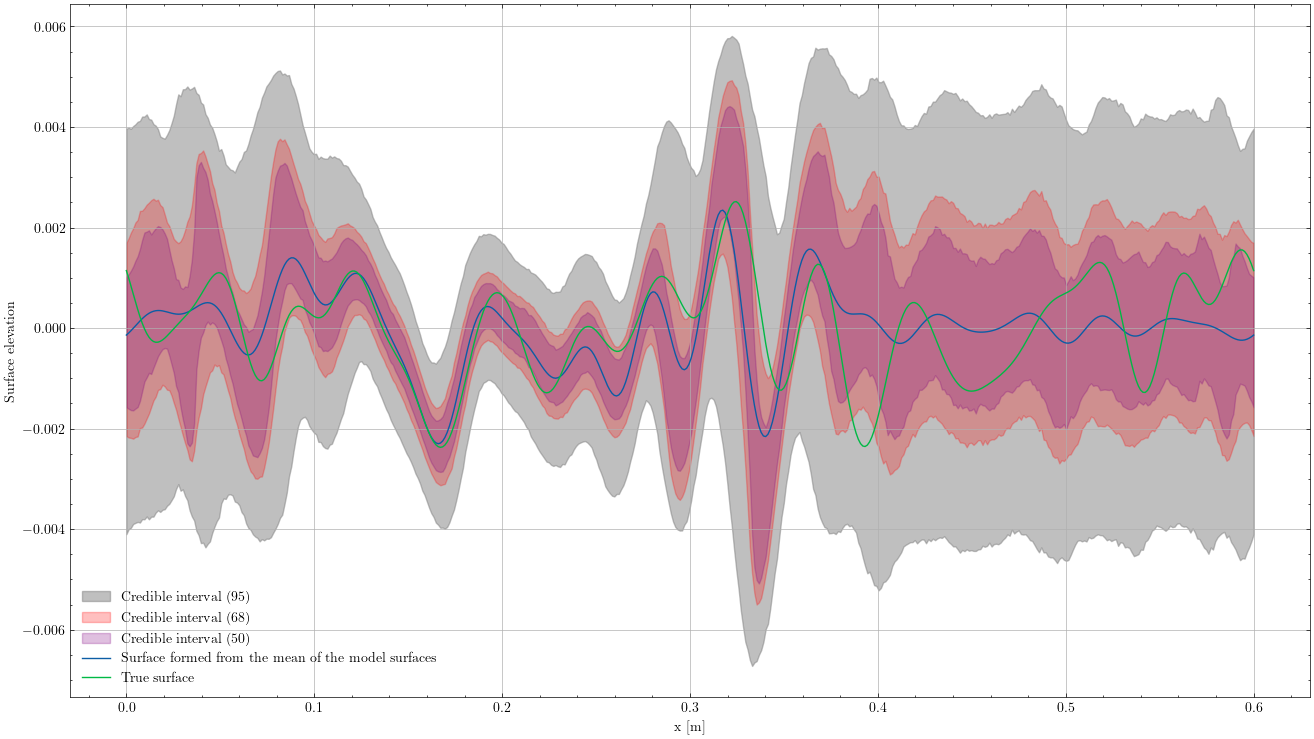 0.006
0.004
0.002
0.000
−0.002
−0.004
−0.006
Surface elevation
Credible interval (95)
Credible interval (68)
Credible interval (50)
Surface formed from the mean of the model surfaces
True surface
0.0 0.1 0.2 0.3 0.4 0.5 0.6
x [m]